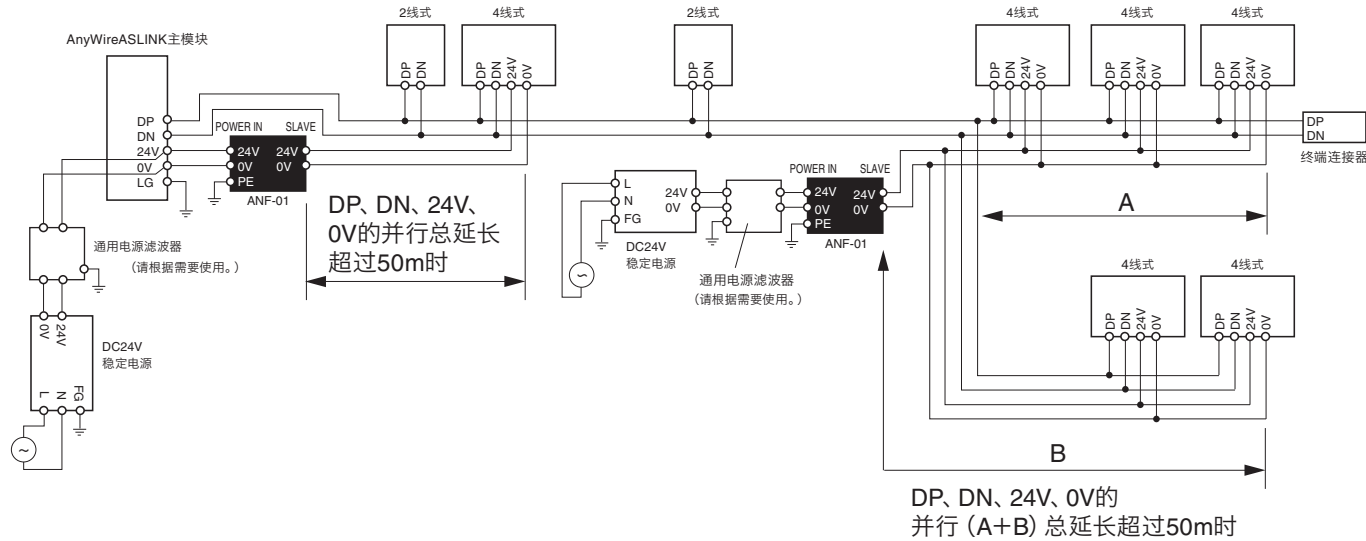 2线式
4线式
2线式
4线式
4线式
4线式
AnyWireASLINK主模块
DP
DN
DP
DN
24V
0V
DP
DN
DP
DN
24V
0V
DP
DN
24V
0V
DP
DN
24V
0V
DP
DN
24V
0V
LG
POWER IN
SLAVE
24V
0V
PE
24V
0V
ANF-01
DP
DN
终端连接器
DP、DN、24V、
0V的并行总延长
超过50m时
通用电源滤波器
(请根据需要使用。)
0V
24V
DC24V
稳定电源
L
N
FG
~
L
N
FG
24V
0V
DC24V
稳定电源
~
通用电源滤波器
(请根据需要使用。)
POWER IN
SLAVE
24V
0V
PE
24V
0V
ANF-01
A
4线式
4线式
DP
DN
24V
0V
DP
DN
24V
0V
B
DP、DN、24V、0V的
并行(A+B)总延长超过50m时